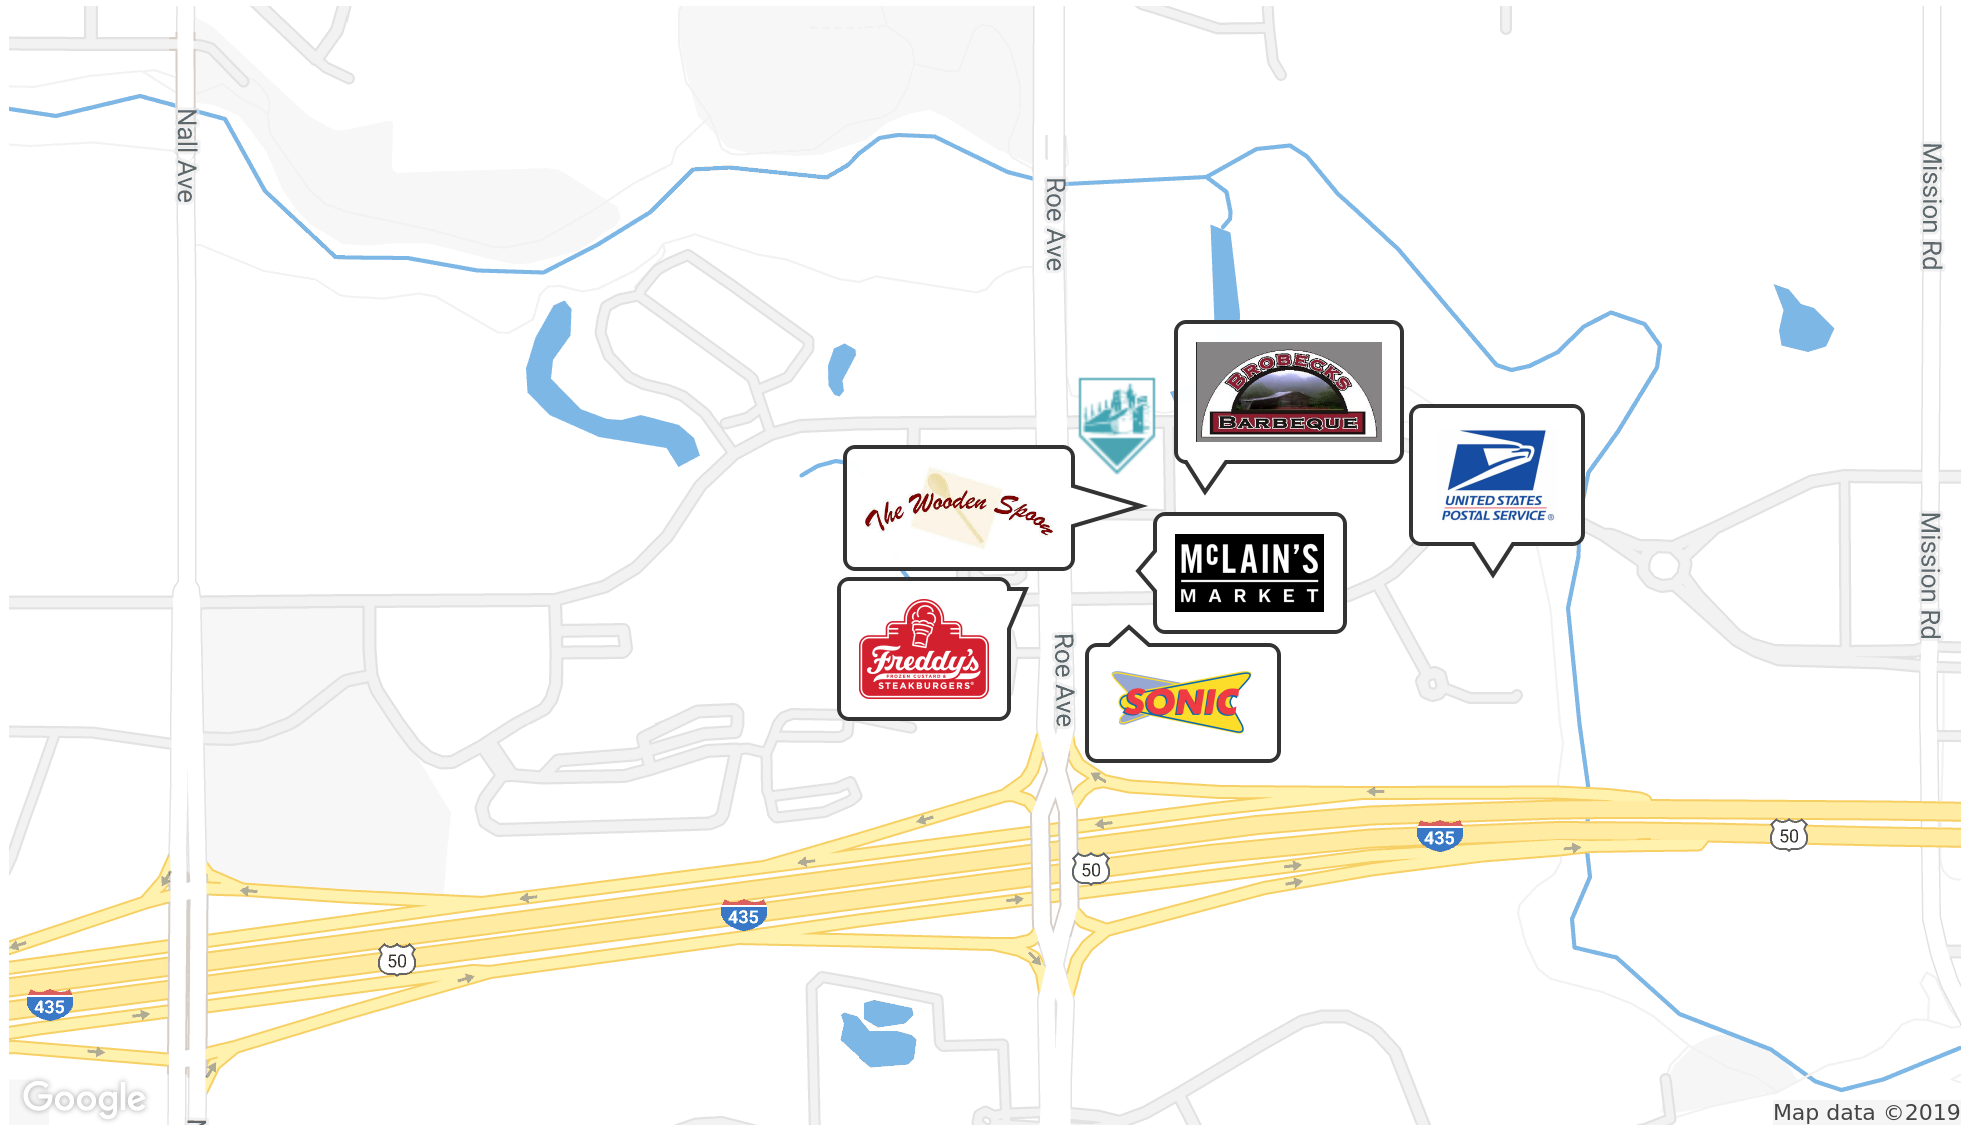 Nall Ave
Roe Ave
Mission Rd
BROBECKS
BARBEQUE
UNITED STATES
POSTAL SERVICE®
The Wooden Spoon
McLAIN'S
MARKET
Mission Rd
Freddy's
FROZEN CUSTARD &
STEAKBURGERS®
Roe Ave
SONIC
435
50
50
435
50
435
Google
Map data ©2019